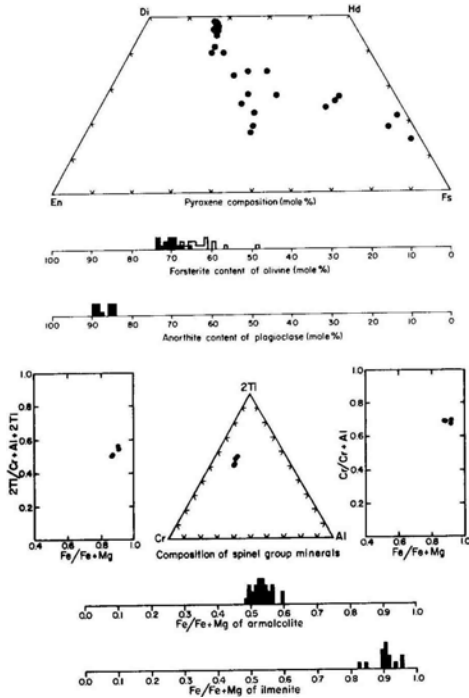 Di Hd
En Fs
Pyroxene composition (mole %)
100 90 80 70 60 50 40 30 20 10 0
Forsterite content of olivine (mole %)
100 90 80 70 60 50 40 30 20 10 0
Anorthite content of plagioclase (mole %)
2Ti/Cr+Al+2Ti
1.0
0.8
0.6
0.4
0.2
0.4 0.6 0.8 1.0
Fe/Fe+Mg
2Ti
Cr Al
Composition of spinel group minerals
Cr/Cr+Al
1.0
0.8
0.6
0.4
0.2
0.4 0.6 0.8 1.0
Fe/Fe+Mg
0.0 0.1 0.2 0.3 0.4 0.5 0.6 0.7 0.8 0.9 1.0
Fe/Fe+Mg of armalcolite
0.0 0.1 0.2 0.3 0.4 0.5 0.6 0.7 0.8 0.9 1.0
Fe/Fe+Mg of ilmenite